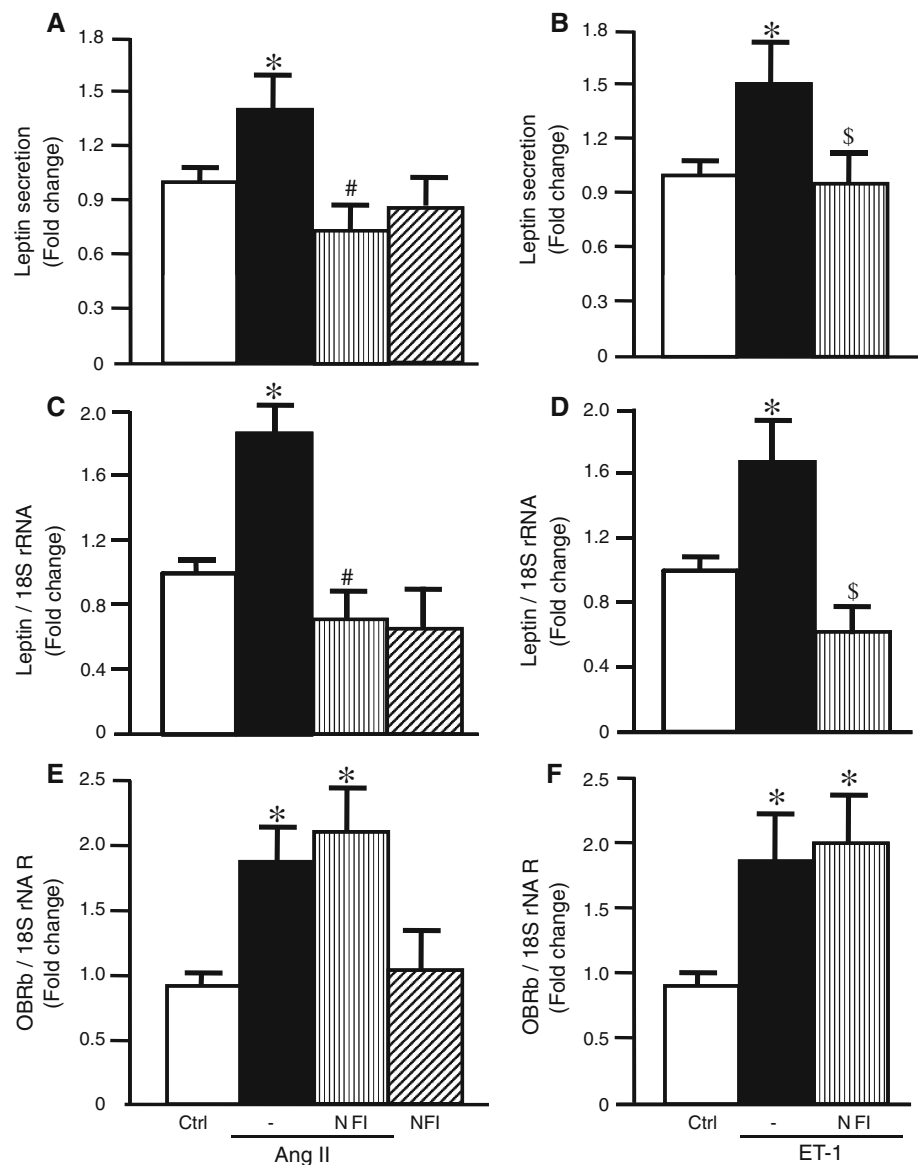 A
1.8
1.5
1.2
0.9
0.6
0.3
0
Leptin secretion
(Fold change)
*
#
B
1.8
1.5
1.2
0.9
0.6
0.3
0
Leptin secretion
(Fold change)
*
$
C
2.0
1.6
1.2
0.8
0.4
0
Leptin / 18S rRNA
(Fold change)
*
#
D
2.0
1.6
1.2
0.8
0.4
0
Leptin / 18S rRNA
(Fold change)
*
$
E
2.5
2.0
1.5
1.0
0.5
0
OBRb / 18S rNA R
(Fold change)
*
*
Ctrl - N FI NFI
Ang II
F
2.5
2.0
1.5
1.0
0.5
0
OBRb / 18S rNA R
(Fold change)
*
*
Ctrl - N FI
ET-1